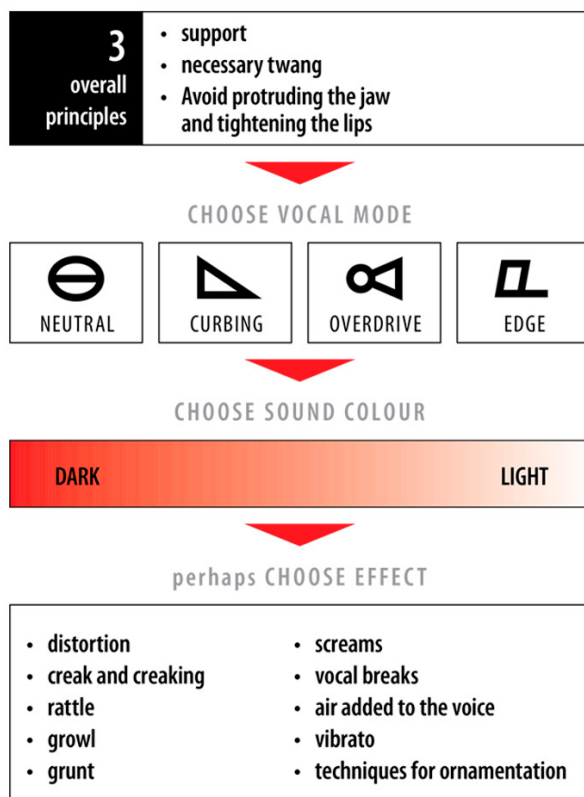 3
overall
principles
• support
• necessary twang
• Avoid protruding the jaw
and tightening the lips
CHOOSE VOCAL MODE
NEUTRAL
CURBING
OVERDRIVE
EDGE
CHOOSE SOUND COLOUR
DARK
LIGHT
perhaps CHOOSE EFFECT
• distortion
• creak and creaking
• rattle
• growl
• grunt
• screams
• vocal breaks
• air added to the voice
• vibrato
• techniques for ornamentation